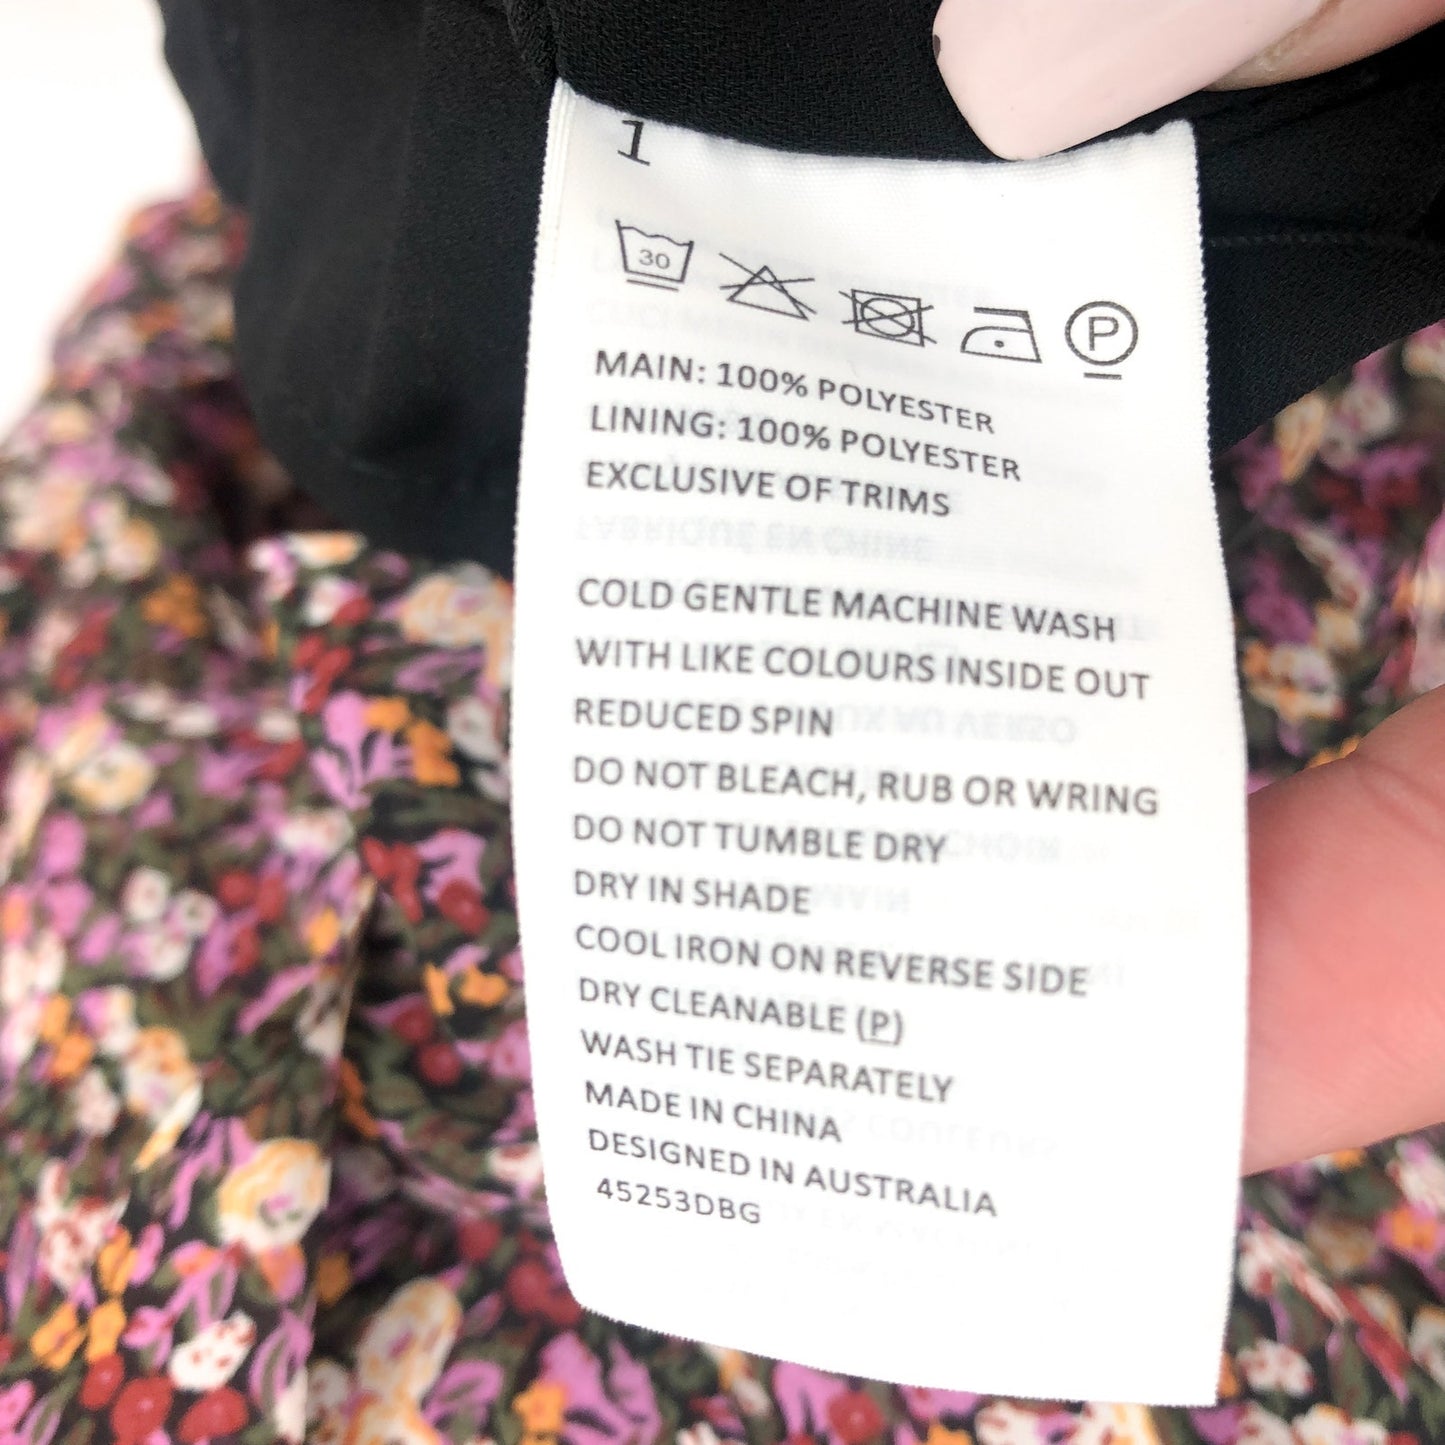 1
30 P
MAIN: 100% POLYESTER
LINING: 100% POLYESTER
EXCLUSIVE OF TRIMS
COLD GENTLE MACHINE WASH
WITH LIKE COLOURS INSIDE OUT
REDUCED SPIN
DO NOT BLEACH, RUB OR WRING
DO NOT TUMBLE DRY
DRY IN SHADE
COOL IRON ON REVERSE SIDE
DRY CLEANABLE (P)
WASH TIE SEPARATELY
MADE IN CHINA
DESIGNED IN AUSTRALIA
45253DBG